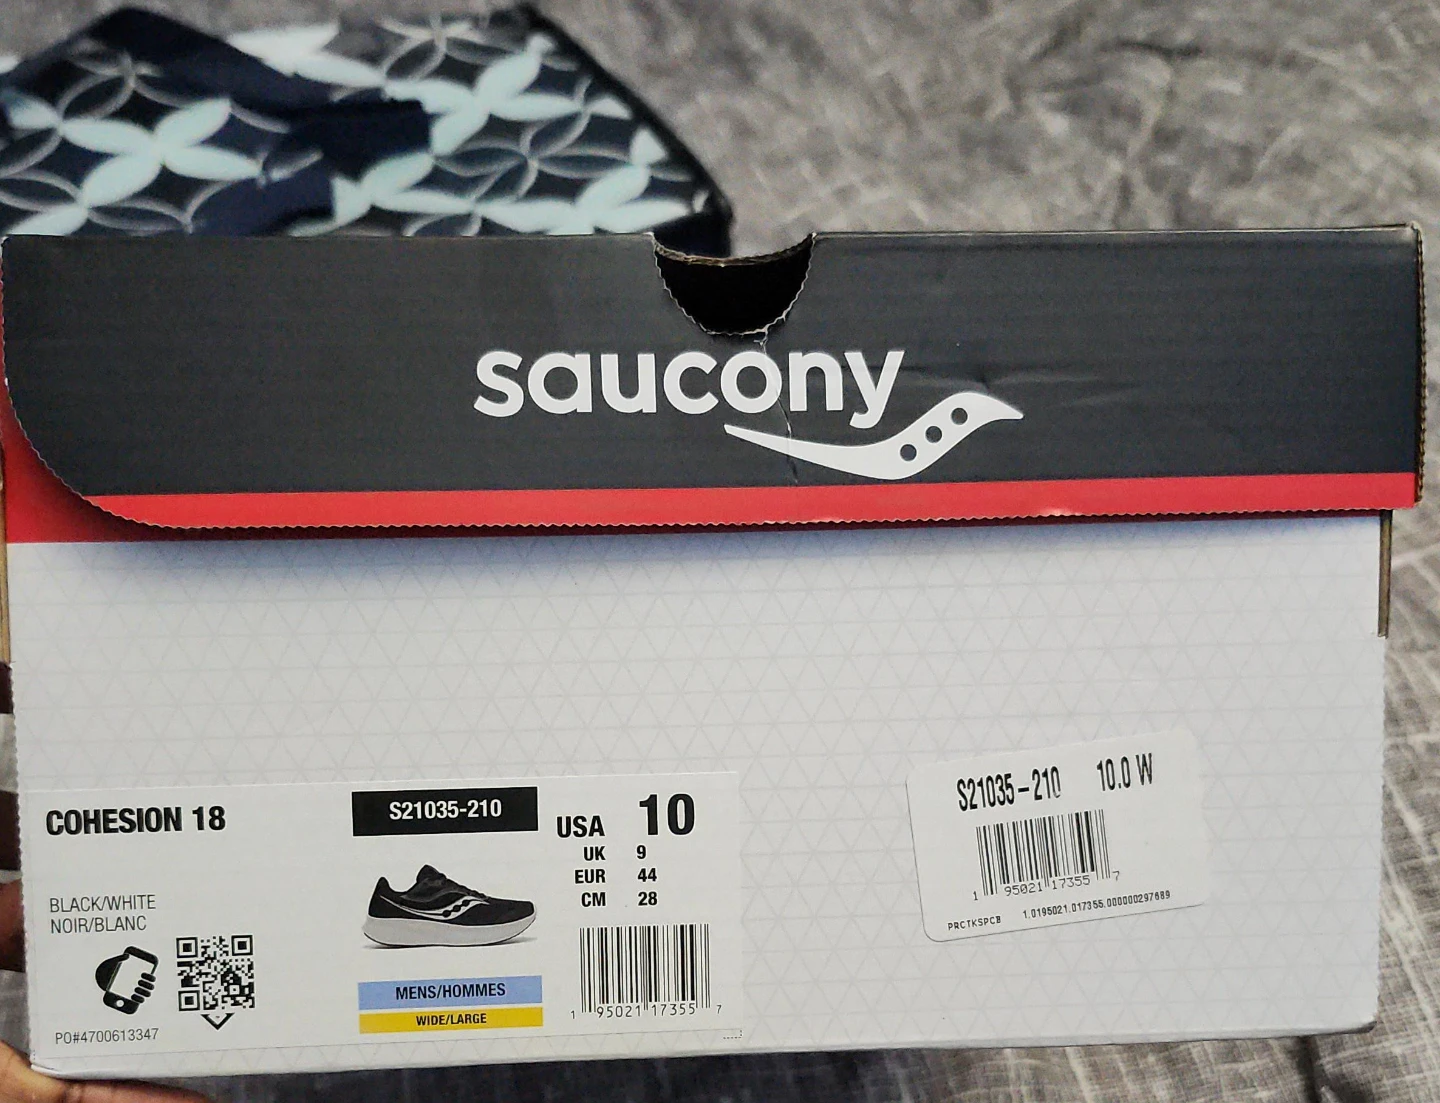 saucony
COHESION 18
BLACK/WHITE
NOIR/BLANC
PO#4700613347
S21035-210
MENS/HOMMES
WIDE/LARGE
USA 10
UK 9
EUR 44
CM 28
1 95021 17355 7
S21035-210 10.0 W
1 95021 17355 7
PRCTKSPCB 1.0195021.017355.000000297689